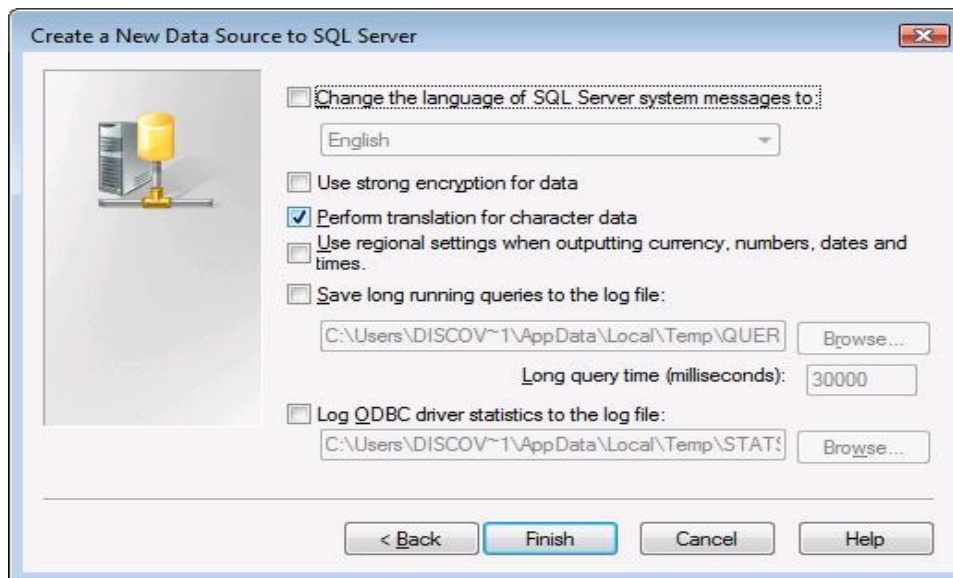 Create a New Data Source to SQL Server
Change the language of SQL Server system messages to:
English
Use strong encryption for data
Perform translation for character data
Use regional settings when outputting currency, numbers, dates and
times.
Save long running queries to the log file:
C:\Users\DISCOV~1\AppData\Local\Temp\QUER
Browse...
Long query time (milliseconds):
30000
Log ODBC driver statistics to the log file:
C:\Users\DISCOV~1\AppData\Local\Temp\STATS
Browse...
< Back
Finish
Cancel
Help